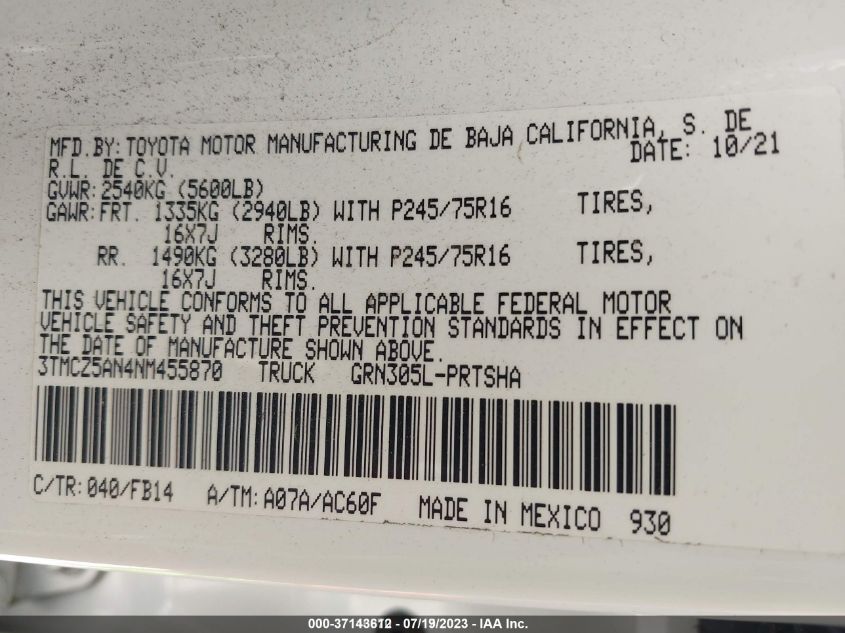 MFD.BY: TOYOTA MOTOR MANUFACTURING DE BAJA CALIFORNIA, S. DE
R.L. DE C.V. DATE: 10/21
GVWR: 2540KG (5600LB)
GAWR: FRT. 1335KG (2940LB) WITH P245/75R16 TIRES,
16X7J RIMS.
RR. 1490KG (3280LB) WITH P245/75R16 TIRES,
16X7J RIMS.
THIS VEHICLE CONFORMS TO ALL APPLICABLE FEDERAL MOTOR
VEHICLE SAFETY AND THEFT PREVENTION STANDARDS IN EFFECT ON
THE DATE OF MANUFACTURE SHOWN ABOVE.
3TMCZ5AN4NM455870 TRUCK GRN305L-PRTSHA
C/TR: 040/FB14 A/TM: A07A/AC60F MADE IN MEXICO 930
000-37143612 - 07/19/2023 - IAA Inc.